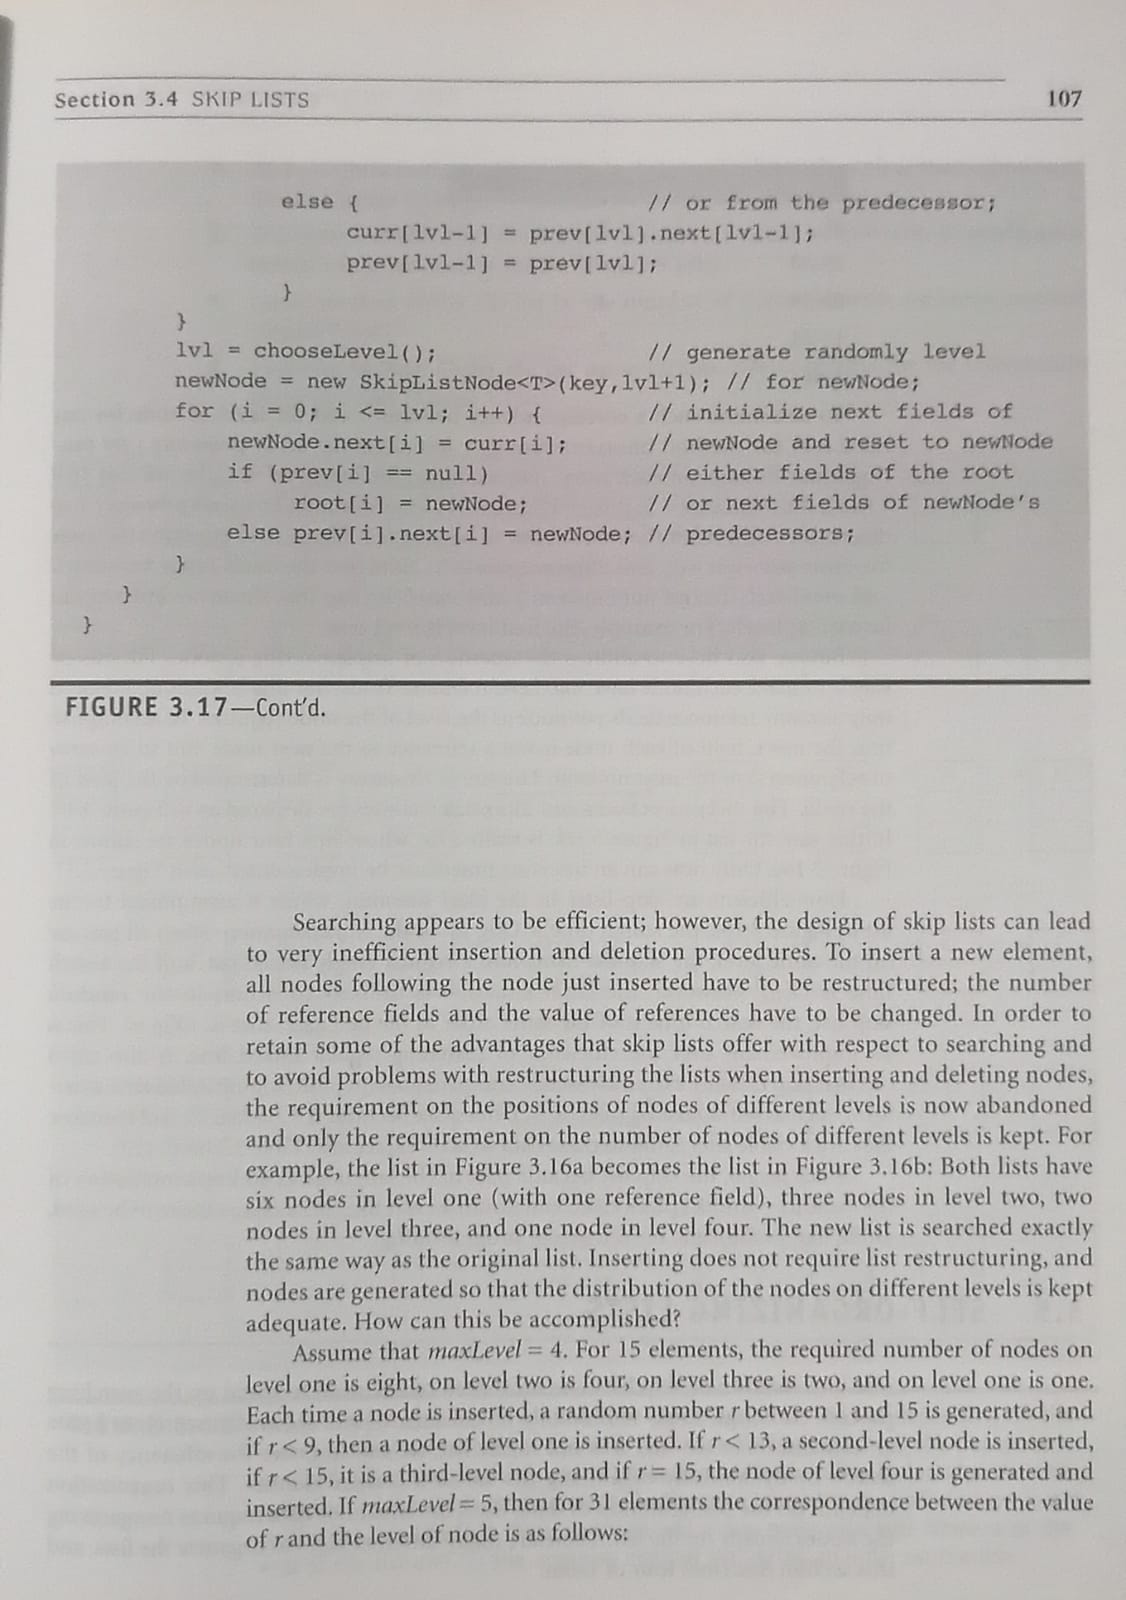 Section 3.4 SKIP LISTS 107
else { // or from the predecessor;
curr[lvl-1] = prev[lvl].next[lvl-1];
prev[lvl-1] = prev[lvl];
}
}
lvl = chooseLevel(); // generate randomly level
newNode = new SkipListNode<T>(key,lvl+1); // for newNode;
for (i = 0; i <= lvl; i++) { // initialize next fields of
newNode.next[i] = curr[i]; // newNode and reset to newNode
if (prev[i] == null) // either fields of the root
root[i] = newNode; // or next fields of newNode's
else prev[i].next[i] = newNode; // predecessors;
}
}
}
FIGURE 3.17—Cont'd.
Searching appears to be efficient; however, the design of skip lists can lead
to very inefficient insertion and deletion procedures. To insert a new element,
all nodes following the node just inserted have to be restructured; the number
of reference fields and the value of references have to be changed. In order to
retain some of the advantages that skip lists offer with respect to searching and
to avoid problems with restructuring the lists when inserting and deleting nodes,
the requirement on the positions of nodes of different levels is now abandoned
and only the requirement on the number of nodes of different levels is kept. For
example, the list in Figure 3.16a becomes the list in Figure 3.16b: Both lists have
six nodes in level one (with one reference field), three nodes in level two, two
nodes in level three, and one node in level four. The new list is searched exactly
the same way as the original list. Inserting does not require list restructuring, and
nodes are generated so that the distribution of the nodes on different levels is kept
adequate. How can this be accomplished?
Assume that maxLevel = 4. For 15 elements, the required number of nodes on
level one is eight, on level two is four, on level three is two, and on level one is one.
Each time a node is inserted, a random number r between 1 and 15 is generated, and
if r < 9, then a node of level one is inserted. If r < 13, a second-level node is inserted,
if r < 15, it is a third-level node, and if r = 15, the node of level four is generated and
inserted. If maxLevel = 5, then for 31 elements the correspondence between the value
of r and the level of node is as follows: